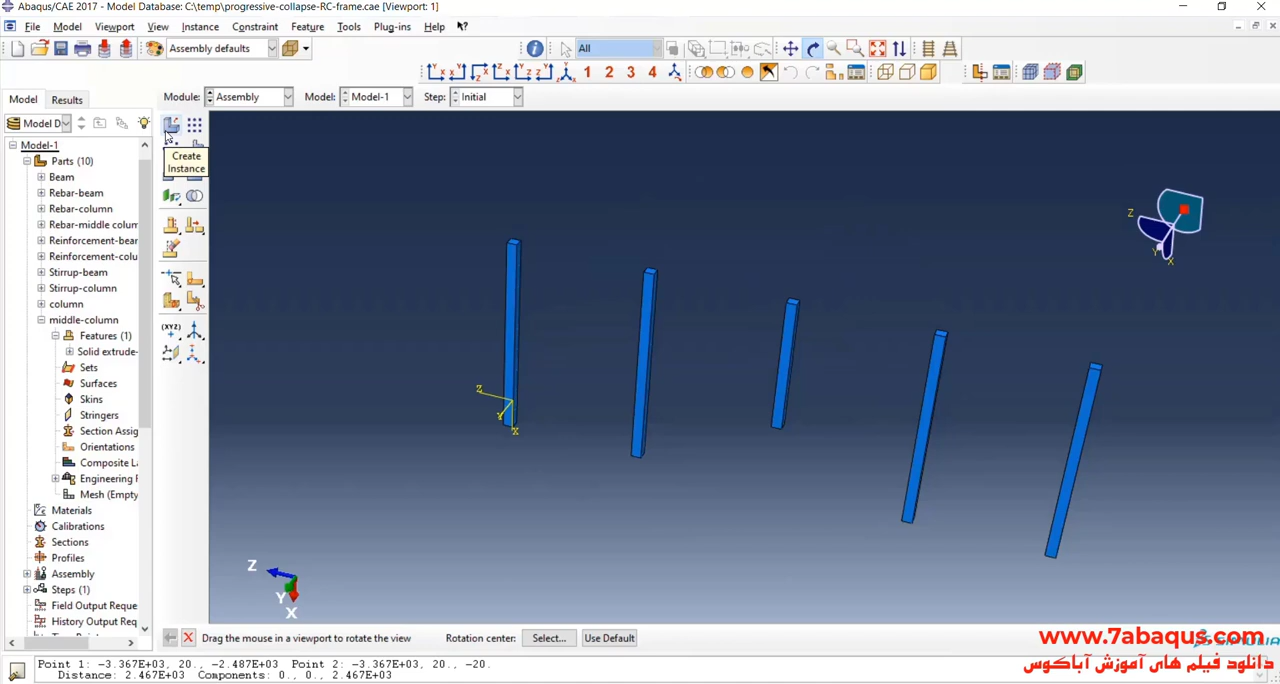 Abaqus/CAE 2017 - Model Database: C:\temp\progressive-collapse-RC-frame.cae [Viewport: 1]
File Model Viewport View Instance Constraint Feature Tools Plug-ins Help
Assembly defaults All
1 2 3 4
Model Results Module: Assembly Model: Model-1 Step: Initial
Model D
Create
Instance
Model-1
Parts (10)
Beam
Rebar-beam
Rebar-column
Rebar-middle colum
Reinforcement-bear
Reinforcement-colu
Stirrup-beam
Stirrup-column
column
middle-column
Features (1)
Solid extrude-
Sets
Surfaces
Skins
Stringers
Section Assig
Orientations
Composite La
Engineering F
Mesh (Empty
Materials
Calibrations
Sections
Profiles
Assembly
Steps (1)
Field Output Reque
History Output Req
(XYZ)
Z
Y
X
Z
Y
X
Z
Y
X
Drag the mouse in a viewport to rotate the view Rotation center: Select... Use Default
www.7abaqus.com
دانلود فیلم های آموزش آباکوس
Point 1: -3.367E+03, 20., -2.487E+03 Point 2: -3.367E+03, 20., -20.
Distance: 2.467E+03 Components: 0., 0., 2.467E+03